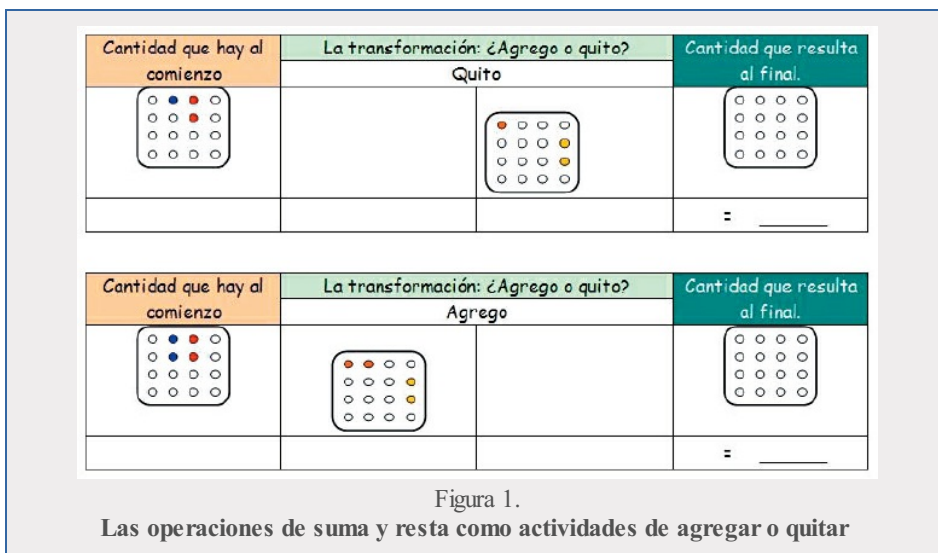 Cantidad que hay al
comienzo
La transformación: ¿Agrego o quito?
Quito
Cantidad que resulta
al final.
= ______
Cantidad que hay al
comienzo
La transformación: ¿Agrego o quito?
Agrego
Cantidad que resulta
al final.
= ______
Figura 1.
Las operaciones de suma y resta como actividades de agregar o quitar